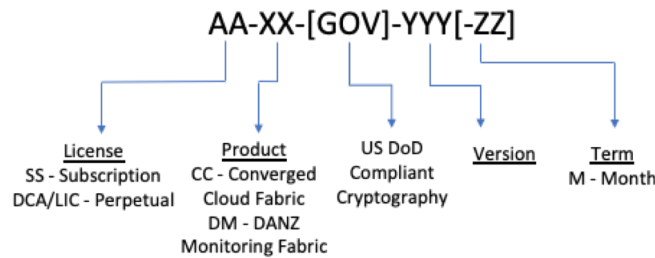 AA-XX-[GOV]-YYY[-ZZ]
License
SS - Subscription
DCA/LIC - Perpetual
Product
CC - Converged
Cloud Fabric
DM - DANZ
Monitoring Fabric
US DoD
Compliant
Cryptography
Version
Term
M - Month